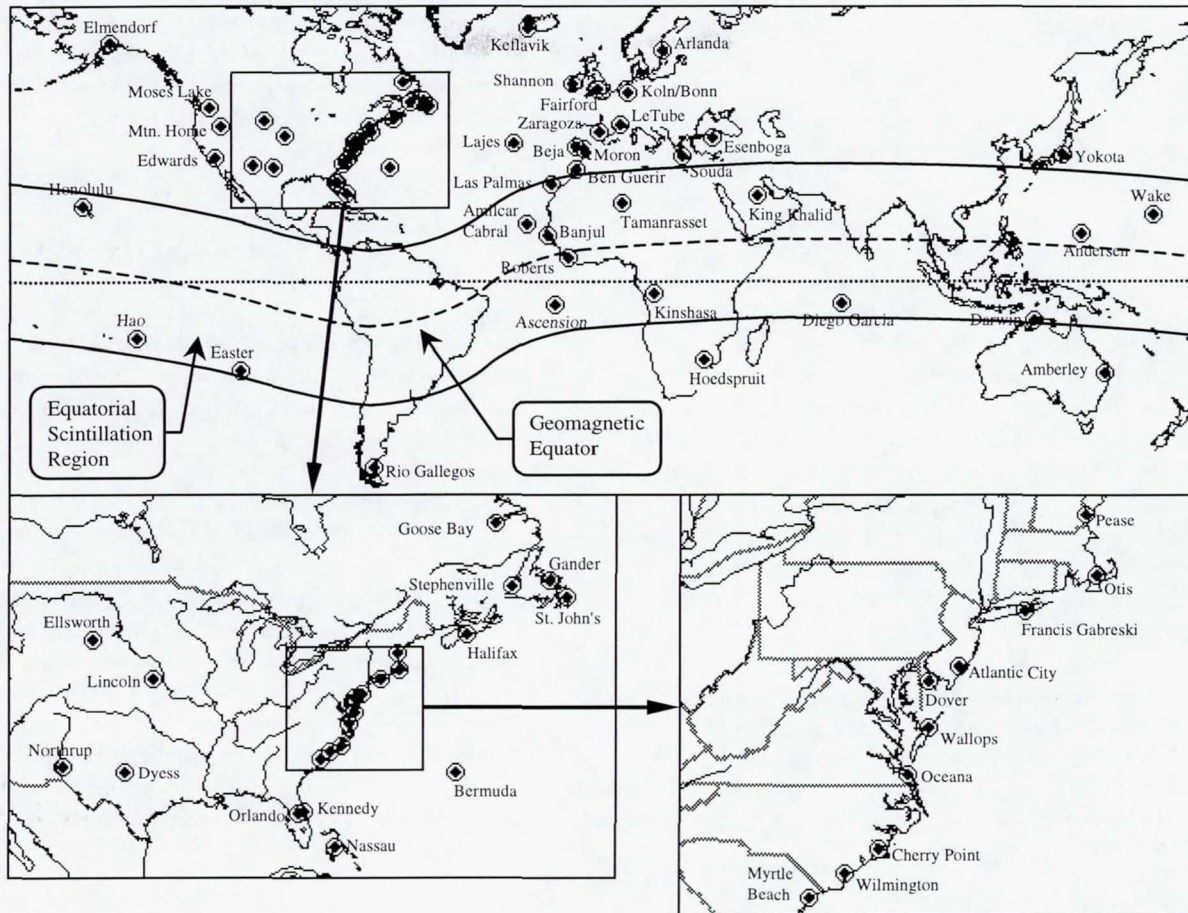 Elmendorf
Keflavik
Arlanda
Moses Lake
Shannon
Koln/Bonn
Fairford
Mtn. Home
Zaragoza
LeTube
Lajes
Esenboga
Edwards
Beja
Moron
Yokota
Souda
Ben Guerir
Honolulu
Las Palmas
Wake
King Khalid
Amilcar
Cabral
Tamanrasset
Banjul
Andersen
Roberts
Hao
Ascension
Kinshasa
Diego Garcia
Darwin
Easter
Hoedspruit
Amberley
Equatorial
Scintillation
Region
Geomagnetic
Equator
Rio Gallegos
Goose Bay
Gander
Stephenville
St. John's
Ellsworth
Halifax
Lincoln
Northrup
Dyess
Bermuda
Orlando
Kennedy
Nassau
Pease
Otis
Francis Gabreski
Atlantic City
Dover
Wallops
Oceana
Cherry Point
Myrtle
Beach
Wilmington